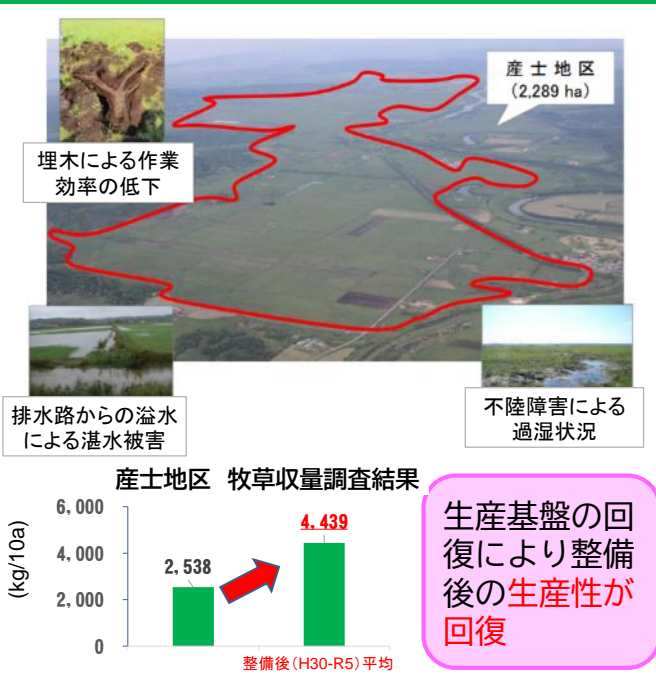 産士地区
(2,289 ha)
埋木による作業
効率の低下
排水路からの溢水
による湛水被害
不陸障害による
過湿状況
産士地区 牧草収量調査結果
(kg/10a)
6,000
4,000
2,000
0
2,538
4,439
整備後(H30-R5)平均
生産基盤の回
復により整備
後の生産性が
回復